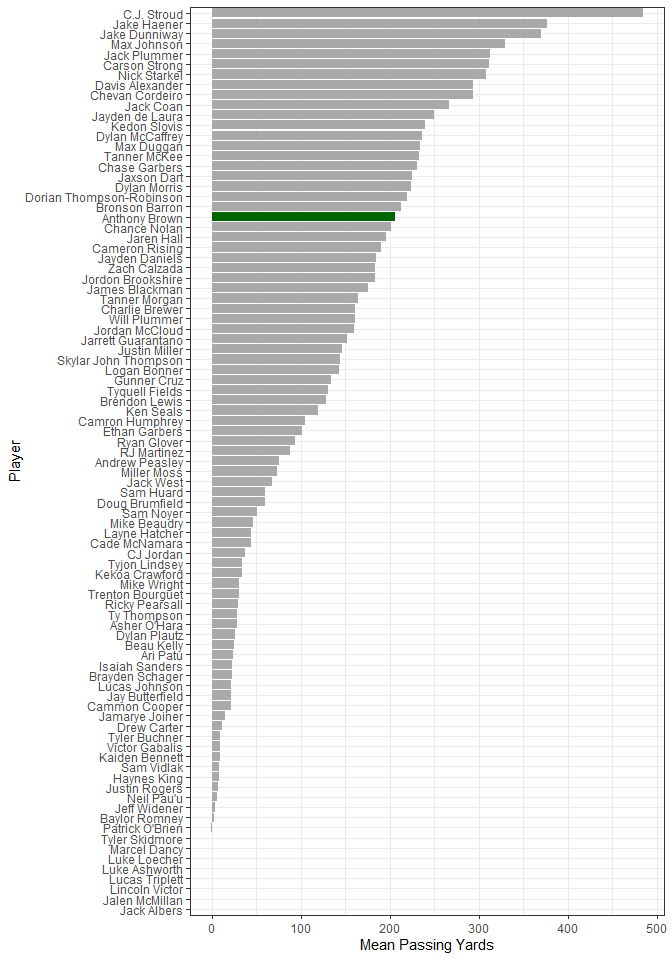 C.J. Stroud
Jake Haener
Jake Dunniway
Max Johnson
Jack Plummer
Carson Strong
Nick Starkel
Davis Alexander
Chevan Cordeiro
Jack Coan
Jayden de Laura
Kedon Slovis
Dylan McCaffrey
Max Duggan
Tanner McKee
Chase Garbers
Jaxson Dart
Dylan Morris
Dorian Thompson-Robinson
Bronson Barron
Anthony Brown
Chance Nolan
Jaren Hall
Cameron Rising
Jayden Daniels
Zach Calzada
Jordon Brookshire
James Blackman
Tanner Morgan
Charlie Brewer
Will Plummer
Jordan McCloud
Jarrett Guarantano
Justin Miller
Skylar John Thompson
Logan Bonner
Gunner Cruz
Tyquell Fields
Brendon Lewis
Ken Seals
Camron Humphrey
Ethan Garbers
Ryan Glover
RJ Martinez
Andrew Peasley
Miller Moss
Jack West
Sam Huard
Doug Brumfield
Sam Noyer
Mike Beaudry
Layne Hatcher
Cade McNamara
CJ Jordan
Tyjon Lindsey
Kekoa Crawford
Mike Wright
Trenton Bourguet
Ricky Pearsall
Ty Thompson
Asher O'Hara
Dylan Plautz
Beau Kelly
Ari Patu
Isaiah Sanders
Brayden Schager
Lucas Johnson
Jay Butterfield
Cammon Cooper
Jamarye Joiner
Drew Carter
Tyler Buchner
Victor Gabalis
Kaiden Bennett
Sam Vidlak
Haynes King
Justin Rogers
Neil Pau'u
Jeff Widener
Baylor Romney
Patrick O'Brien
Tyler Skidmore
Marcel Dancy
Luke Loecher
Luke Ashworth
Lucas Triplett
Lincoln Victor
Jalen McMillan
Jack Albers
Player
0 100 200 300 400 500
Mean Passing Yards